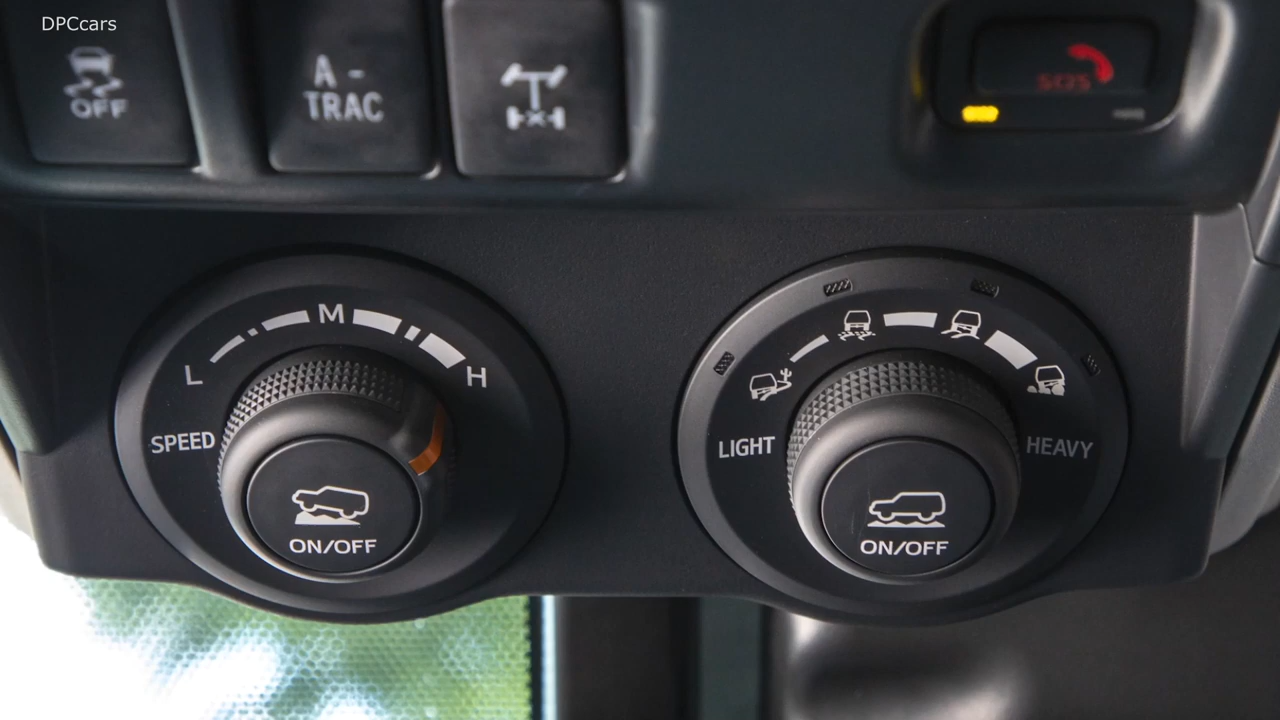 DPCcars
OFF
A -
TRAC
SOS
L
M
H
SPEED
ON/OFF
LIGHT
HEAVY
ON/OFF